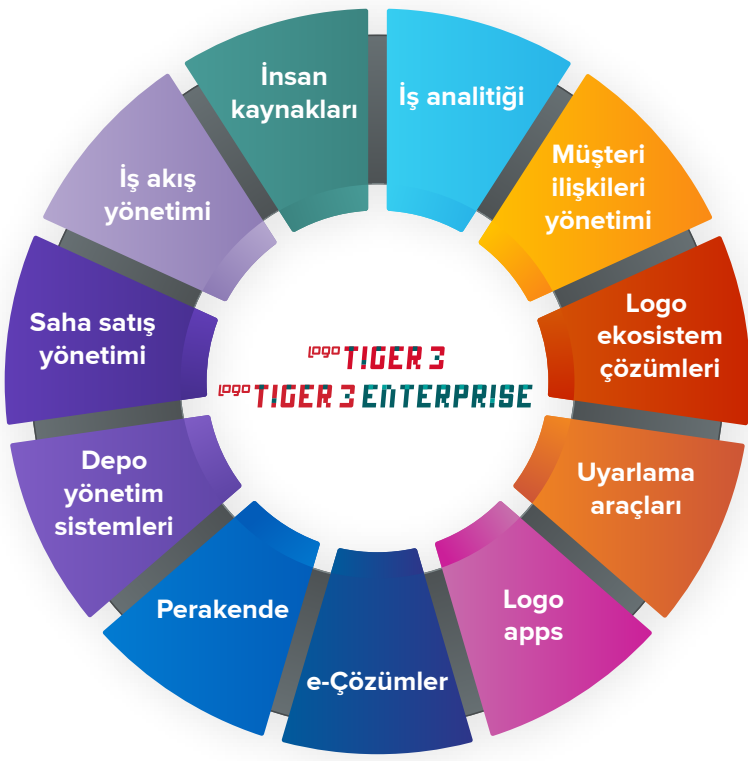 İnsan
kaynakları
İş analitiği
Müşteri
ilişkileri
yönetimi
Logo
ekosistem
çözümleri
Uyarlama
araçları
Logo
apps
e-Çözümler
Perakende
Depo
yönetim
sistemleri
Saha satış
yönetimi
İş akış
yönetimi
LOGO TIGER 3
LOGO TIGER 3 ENTERPRISE